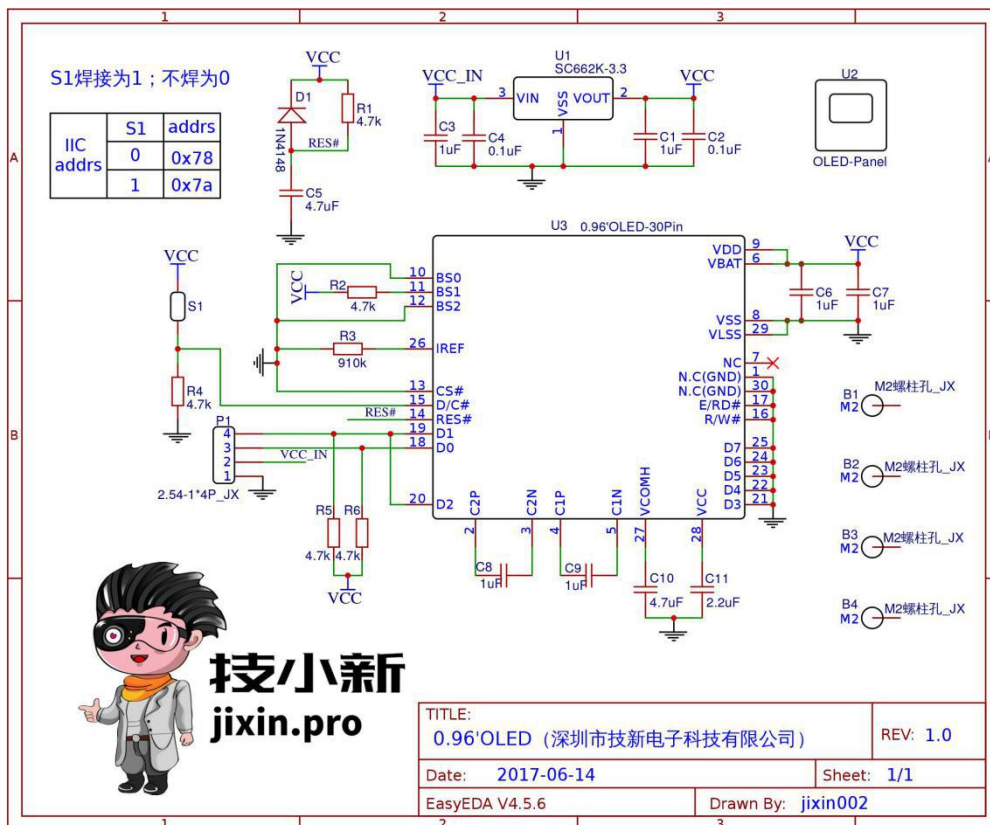 1 2 3
A
B
S1焊接为1；不焊为0
IIC addrs
S1 addrs
0 0x78
1 0x7a
VCC
D1
1N4148
R1
4.7k
RES#
C5
4.7uF
VCC_IN
C3
1uF
C4
0.1uF
U1
SC662K-3.3
3 VIN VSS VOUT 2
1
VCC
C1
1uF
C2
0.1uF
U2
OLED-Panel
U3 0.96'OLED-30Pin
VCC
S1
R4
4.7k
VCC
R2
4.7k
R3
910k
10 BS0
11 BS1
12 BS2
26 IREF
13 CS#
15 D/C#
RES# 14 RES#
19 D1
18 D0
20 D2
P1
4
3
2
1
VCC_IN
2.54-1*4P_JX
R5
4.7k
R6
4.7k
VCC
C2P
2
C2N
3
C1P
4
C1N
5
VCOMH
27
VCC
28
C8
1uF
C9
1uF
C10
4.7uF
C11
2.2uF
VDD 9
VBAT 6
VSS 8
VLSS 29
NC 7
N.C(GND) 1
N.C(GND) 30
E/RD# 17
R/W# 16
D7 25
D6 24
D5 23
D4 22
D3 21
VCC
C6
1uF
C7
1uF
B1 M2螺柱孔_JX
M2
B2 M2螺柱孔_JX
M2
B3 M2螺柱孔_JX
M2
B4 M2螺柱孔_JX
M2
技小新
jixin.pro
TITLE:
0.96'OLED（深圳市技新电子科技有限公司）
REV: 1.0
Date: 2017-06-14
Sheet: 1/1
EasyEDA V4.5.6
Drawn By: jixin002
1 2 3